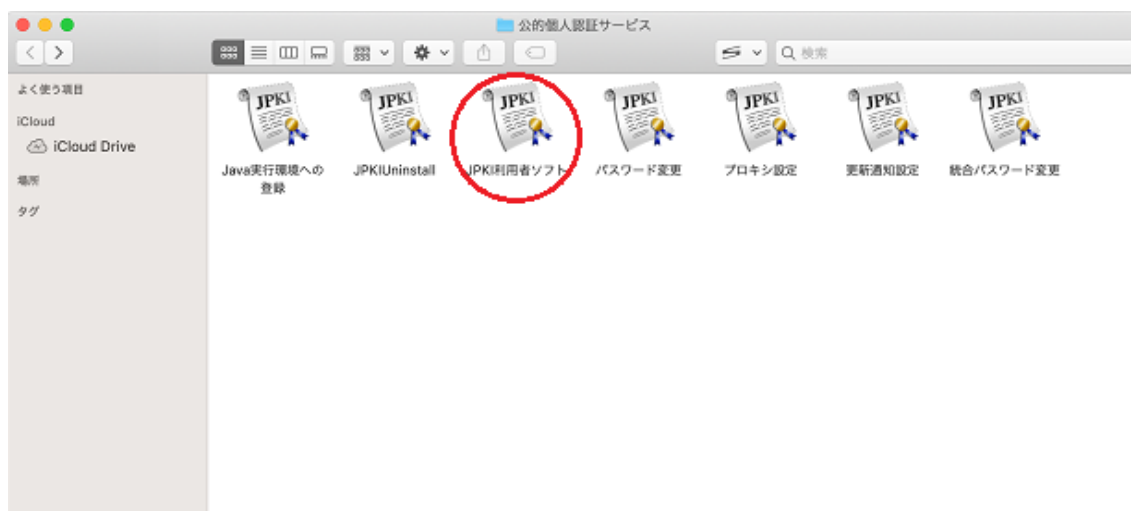 公的個人認証サービス
検索
よく使う項目
iCloud
iCloud Drive
場所
タグ
JPKI
JPKI
JPKI
JPKI
JPKI
JPKI
JPKI
Java実行環境への
登録
JPKIUninstall
JPKI利用者ソフト
パスワード変更
プロキシ設定
更新通知設定
統合パスワード変更